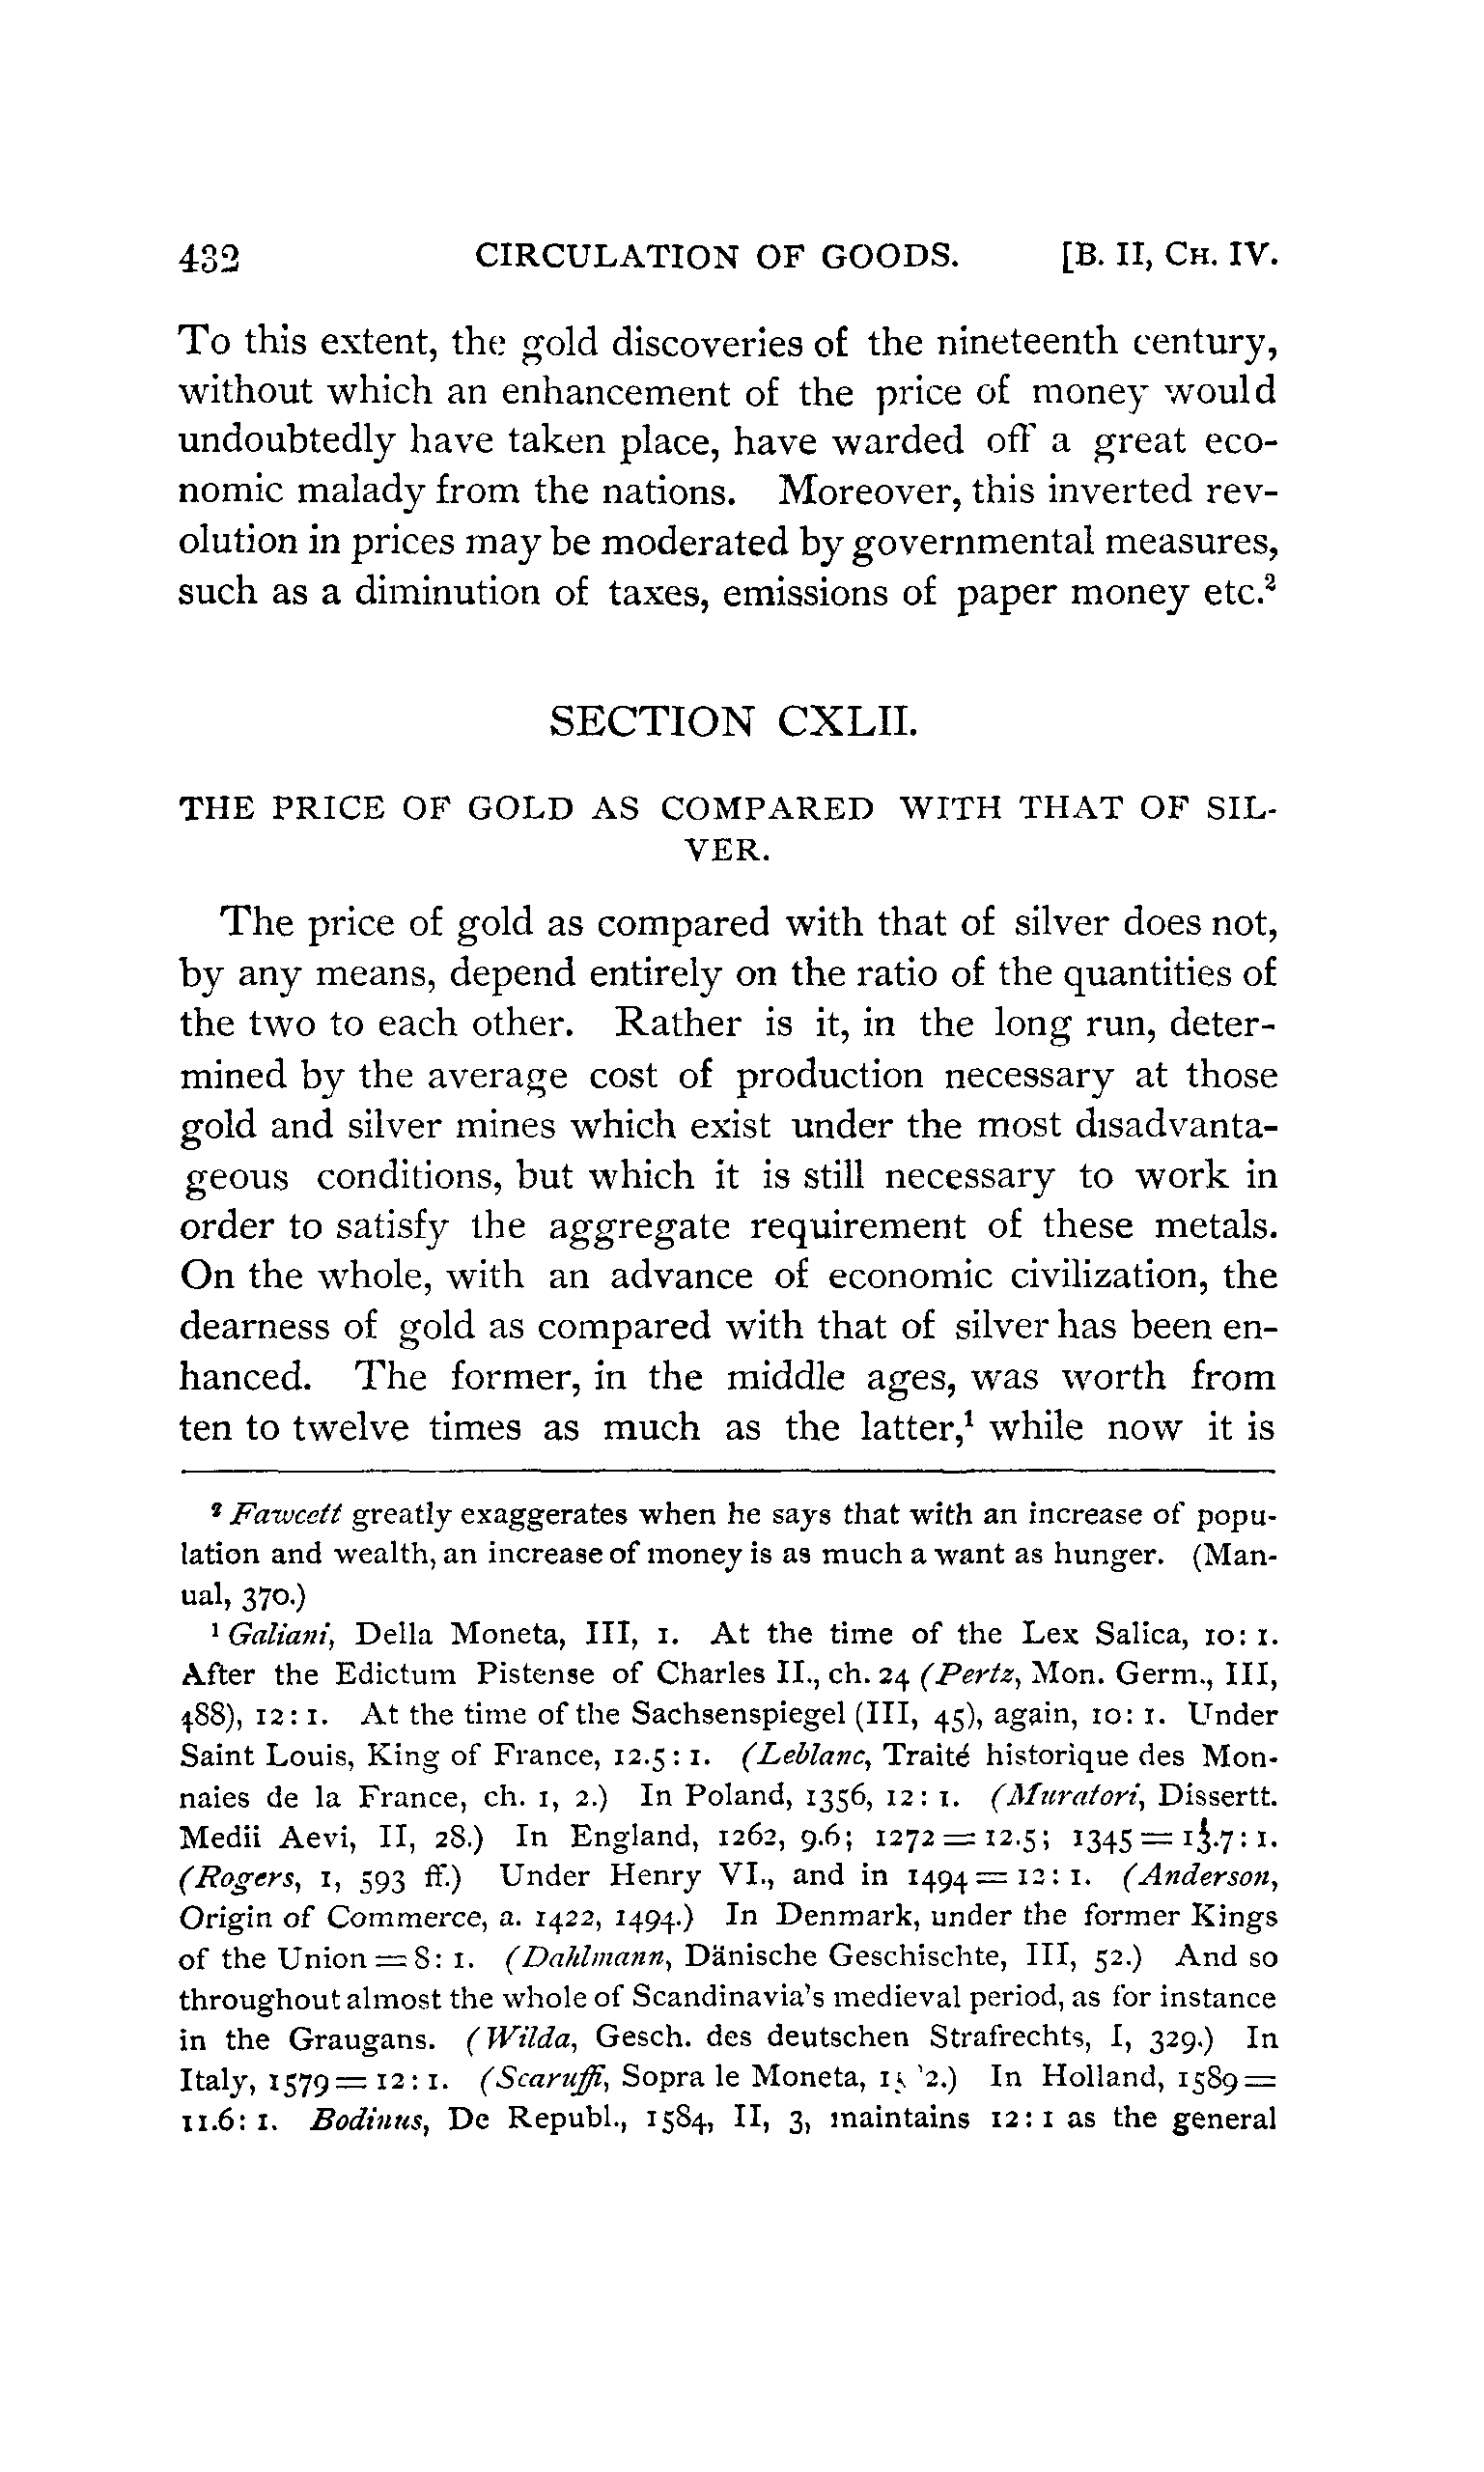 432 CIRCULATION OF GOODS. [B. II, CH. IV.
To this extent, the gold discoveries of the nineteenth century,
without which an enhancement of the price of money would
undoubtedly have taken place, have warded off a great eco-
nomic malady from the nations. Moreover, this inverted rev-
olution in prices may be moderated by governmental measures,
such as a diminution of taxes, emissions of paper money etc.²
SECTION CXLII.
THE PRICE OF GOLD AS COMPARED WITH THAT OF SIL-
VER.
The price of gold as compared with that of silver does not,
by any means, depend entirely on the ratio of the quantities of
the two to each other. Rather is it, in the long run, deter-
mined by the average cost of production necessary at those
gold and silver mines which exist under the most disadvanta-
geous conditions, but which it is still necessary to work in
order to satisfy the aggregate requirement of these metals.
On the whole, with an advance of economic civilization, the
dearness of gold as compared with that of silver has been en-
hanced. The former, in the middle ages, was worth from
ten to twelve times as much as the latter,¹ while now it is
² Fawcett greatly exaggerates when he says that with an increase of popu-
lation and wealth, an increase of money is as much a want as hunger. (Man-
ual, 370.)
¹ Galiani, Della Moneta, III, 1. At the time of the Lex Salica, 10: 1.
After the Edictum Pistense of Charles II., ch. 24 (Pertz, Mon. Germ., III,
488), 12: 1. At the time of the Sachsenspiegel (III, 45), again, 10: 1. Under
Saint Louis, King of France, 12.5: 1. (Leblanc, Traité historique des Mon-
naies de la France, ch. 1, 2.) In Poland, 1356, 12: 1. (Muratori, Dissertt.
Medii Aevi, II, 28.) In England, 1262, 9.6; 1272 = 12.5; 1345 = 13.7: 1.
(Rogers, 1, 593 ff.) Under Henry VI., and in 1494 = 12: 1. (Anderson,
Origin of Commerce, a. 1422, 1494.) In Denmark, under the former Kings
of the Union = 8: 1. (Dahlmann, Dänische Geschischte, III, 52.) And so
throughout almost the whole of Scandinavia's medieval period, as for instance
in the Graugans. (Wilda, Gesch. des deutschen Strafrechts, I, 329.) In
Italy, 1579 = 12: 1. (Scaruffi, Sopra le Moneta, In Holland, 1589 =
11.6: 1. Bodinus, De Republ., 1584, II, 3, maintains 12: 1 as the general